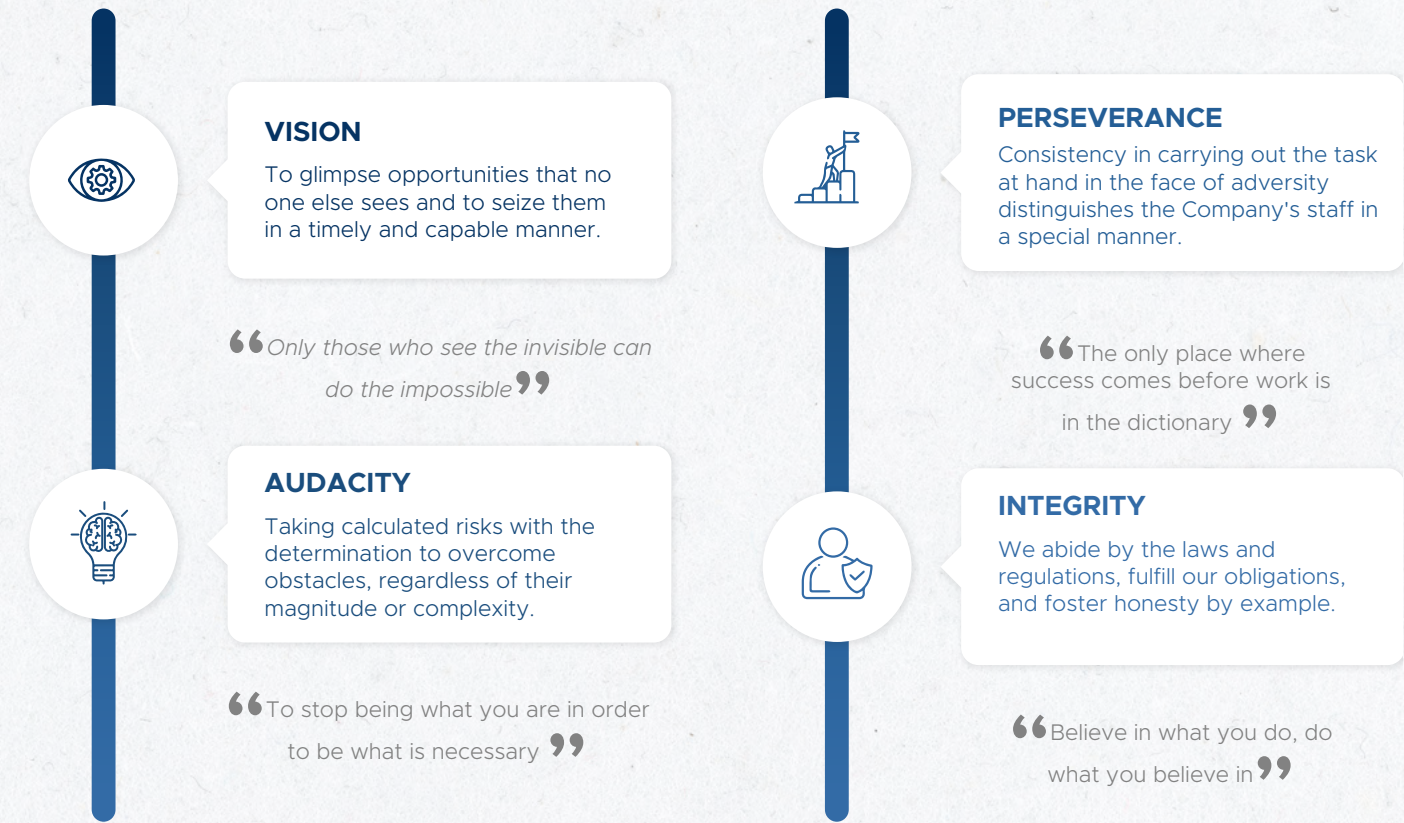 VISION
To glimpse opportunities that no
one else sees and to seize them
in a timely and capable manner.
“Only those who see the invisible can
do the impossible”
AUDACITY
Taking calculated risks with the
determination to overcome
obstacles, regardless of their
magnitude or complexity.
“To stop being what you are in order
to be what is necessary ”
PERSEVERANCE
Consistency in carrying out the task
at hand in the face of adversity
distinguishes the Company's staff in
a special manner.
“The only place where
success comes before work is
in the dictionary ”
INTEGRITY
We abide by the laws and
regulations, fulfill our obligations,
and foster honesty by example.
“Believe in what you do, do
what you believe in”